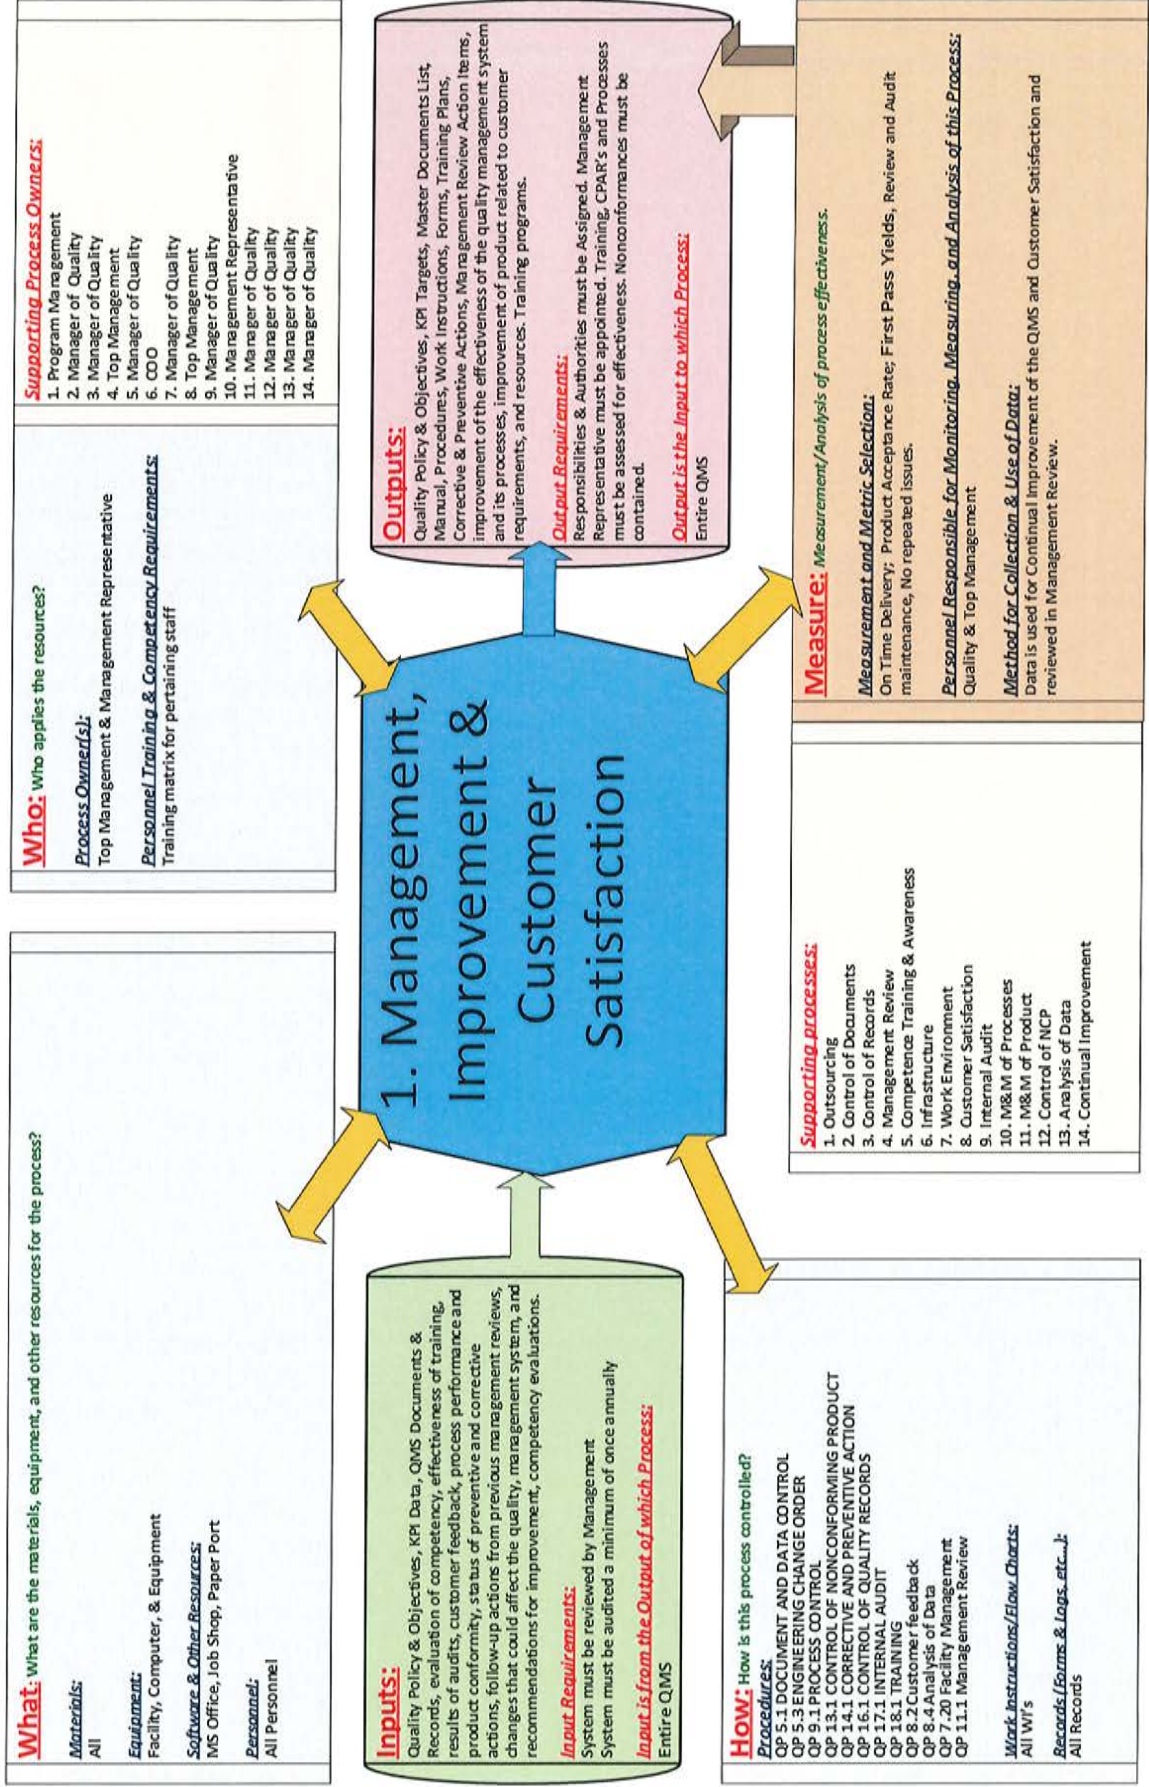 What: What are the materials, equipment, and other resources for the process?
Materials:
All
Equipment:
Facility, Computer, & Equipment
Software & Other Resources:
MS Office, Job Shop, Paper Port
Personnel:
All Personnel
Who: Who applies the resources?
Process Owner(s):
Top Management & Management Representative
Personnel Training & Competency Requirements:
Training matrix for pertaining staff
Supporting Process Owners:
1. Program Management
2. Manager of Quality
3. Manager of Quality
4. Top Management
5. Manager of Quality
6. COO
7. Manager of Quality
8. Top Management
9. Manager of Quality
10. Management Representative
11. Manager of Quality
12. Manager of Quality
13. Manager of Quality
14. Manager of Quality
Inputs:
Quality Policy & Objectives, KPI Data, QMS Documents &
Records, evaluation of competency, effectiveness of training,
results of audits, customer feedback, process performance and
product conformity, status of preventive and corrective
actions, follow-up actions from previous management reviews,
changes that could affect the quality, management system, and
recommendations for improvement, competency evaluations.
Input Requirements:
System must be reviewed by Management
System must be audited a minimum of once annually
Input is from the Output of which Process:
Entire QMS
1. Management,
Improvement &
Customer
Satisfaction
Outputs:
Quality Policy & Objectives, KPI Targets, Master Documents List,
Manual, Procedures, Work Instructions, Forms, Training Plans,
Corrective & Preventive Actions, Management Review Action Items,
improvement of the effectiveness of the quality management system
and its processes, improvement of product related to customer
requirements, and resources. Training programs.
Output Requirements:
Responsibilities & Authorities must be Assigned. Management
Representative must be appointed. Training, CPAR's and Processes
must be assessed for effectiveness. Nonconformances must be
contained.
Output is the Input to which Process:
Entire QMS
How: How is this process controlled?
Procedures:
QP 5.1 DOCUMENT AND DATA CONTROL
QP 5.3 ENGINEERING CHANGE ORDER
QP 9.1 PROCESS CONTROL
QP 13.1 CONTROL OF NONCONFORMING PRODUCT
QP 14.1 CORRECTIVE AND PREVENTIVE ACTION
QP 16.1 CONTROL OF QUALITY RECORDS
QP 17.1 INTERNAL AUDIT
QP 18.1 TRAINING
QP 8.2 Customer feedback
QP 8.4 Analysis of Data
QP 7.20 Facility Management
QP 11.1 Management Review
Work Instructions/Flow Charts:
All WI's
Records (Forms & Logs, etc...):
All Records
Supporting processes:
1. Outsourcing
2. Control of Documents
3. Control of Records
4. Management Review
5. Competence Training & Awareness
6. Infrastructure
7. Work Environment
8. Customer Satisfaction
9. Internal Audit
10. M&M of Processes
11. M&M of Product
12. Control of NCP
13. Analysis of Data
14. Continual Improvement
Measure: Measurement/Analysis of process effectiveness.
Measurement and Metric Selection:
On Time Delivery; Product Acceptance Rate; First Pass Yields, Review and Audit
maintenance, No repeated issues.
Personnel Responsible for Monitoring, Measuring, and Analysis of this Process:
Quality & Top Management
Method for Collection & Use of Data:
Data is used for Continual Improvement of the QMS and Customer Satisfaction and
reviewed in Management Review.